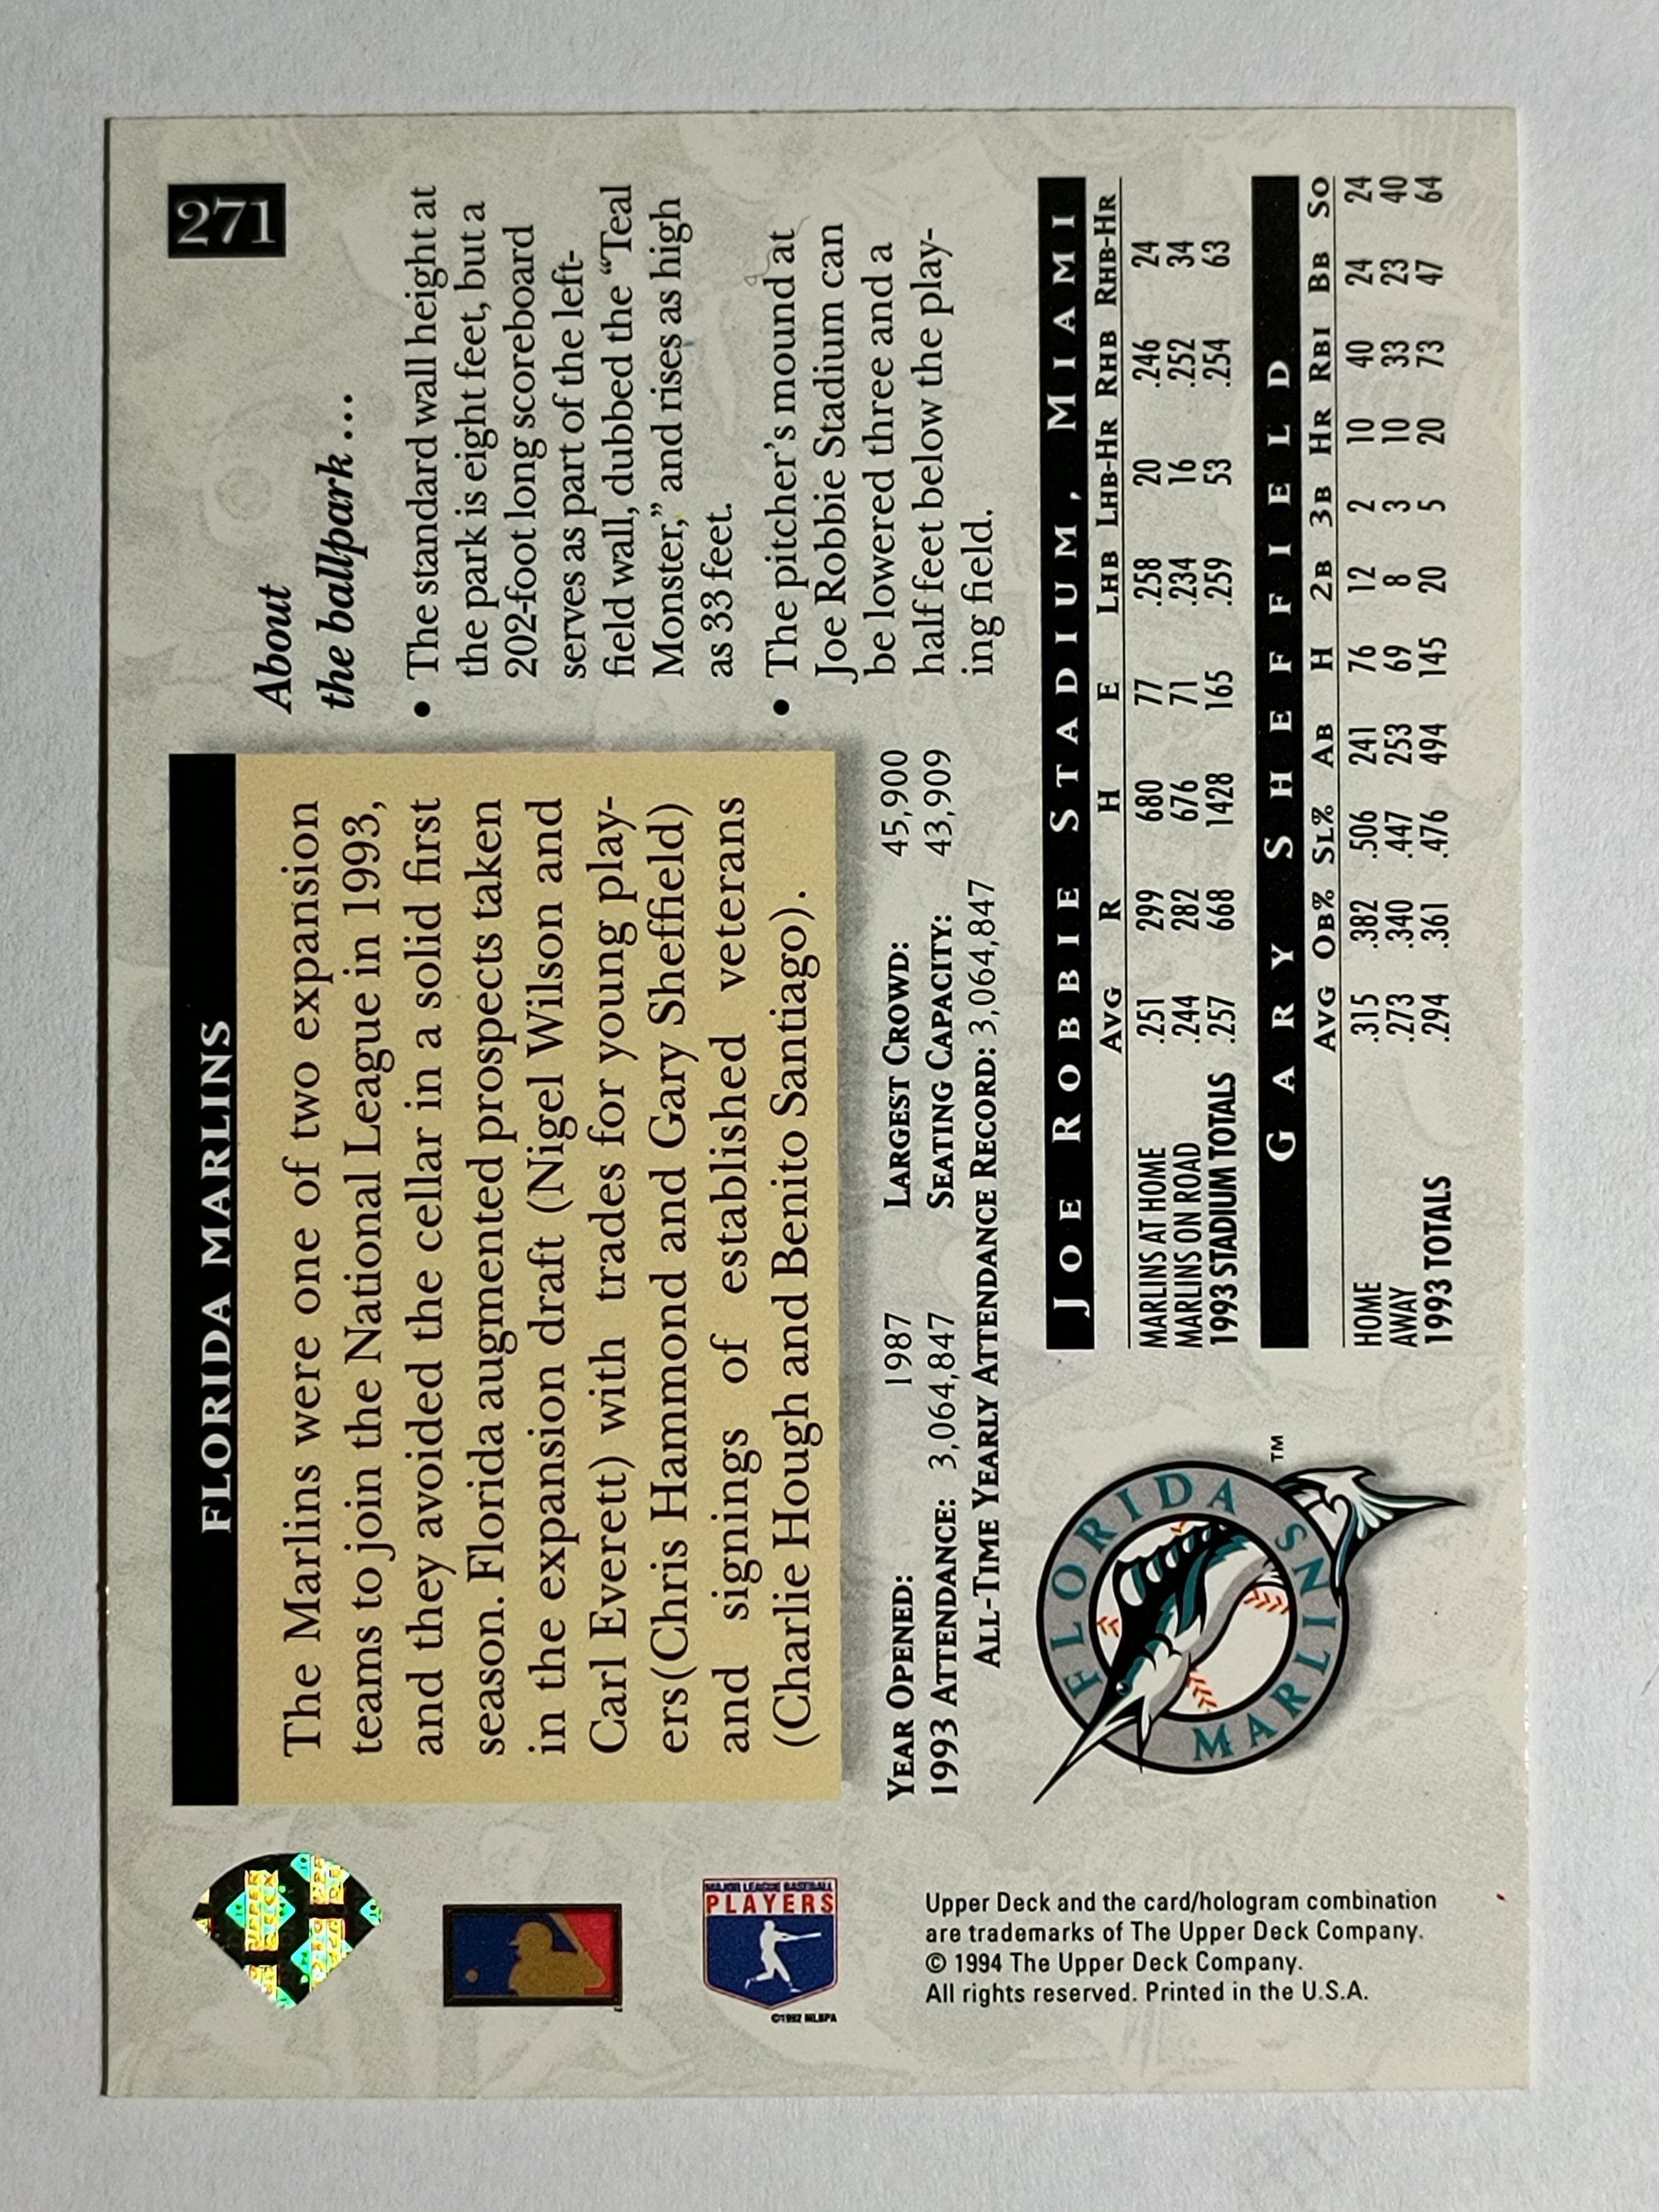 271
FLORIDA MARLINS
The Marlins were one of two expansion
teams to join the National League in 1993,
and they avoided the cellar in a solid first
season. Florida augmented prospects taken
in the expansion draft (Nigel Wilson and
Carl Everett) with trades for young play-
ers(Chris Hammond and Gary Sheffield)
and signings of established veterans
(Charlie Hough and Benito Santiago).
About
the ballpark...
• The standard wall height at
the park is eight feet, but a
202-foot long scoreboard
serves as part of the left-
field wall, dubbed the “Teal
Monster,” and rises as high
as 33 feet.
• The pitcher’s mound at
Joe Robbie Stadium can
be lowered three and a
half feet below the play-
ing field.
YEAR OPENED: 1987 LARGEST CROWD: 45,900
1993 ATTENDANCE: 3,064,847 SEATING CAPACITY: 43,909
ALL-TIME YEARLY ATTENDANCE RECORD: 3,064,847
JOE ROBBIE STADIUM, MIAMI
AVG R H E LHB LHB-HR RHB RHB-HR
MARLINS AT HOME .251 299 680 77 .258 20 .246 24
MARLINS ON ROAD .244 282 676 71 .234 16 .252 34
1993 STADIUM TOTALS .257 668 1428 165 .259 53 .254 63
GARY SHEFFIELD
AVG OB% SL% AB H 2B 3B HR RBI BB SO
HOME .315 .382 .506 241 76 12 2 10 40 24 24
AWAY .273 .340 .447 253 69 8 3 10 33 23 40
1993 TOTALS .294 .361 .476 494 145 20 5 20 73 47 64
FLORIDA
MARLINS
TM
MAJOR LEAGUE BASEBALL
PLAYERS
©1992 MLBPA
Upper Deck and the card/hologram combination
are trademarks of The Upper Deck Company.
© 1994 The Upper Deck Company.
All rights reserved. Printed in the U.S.A.